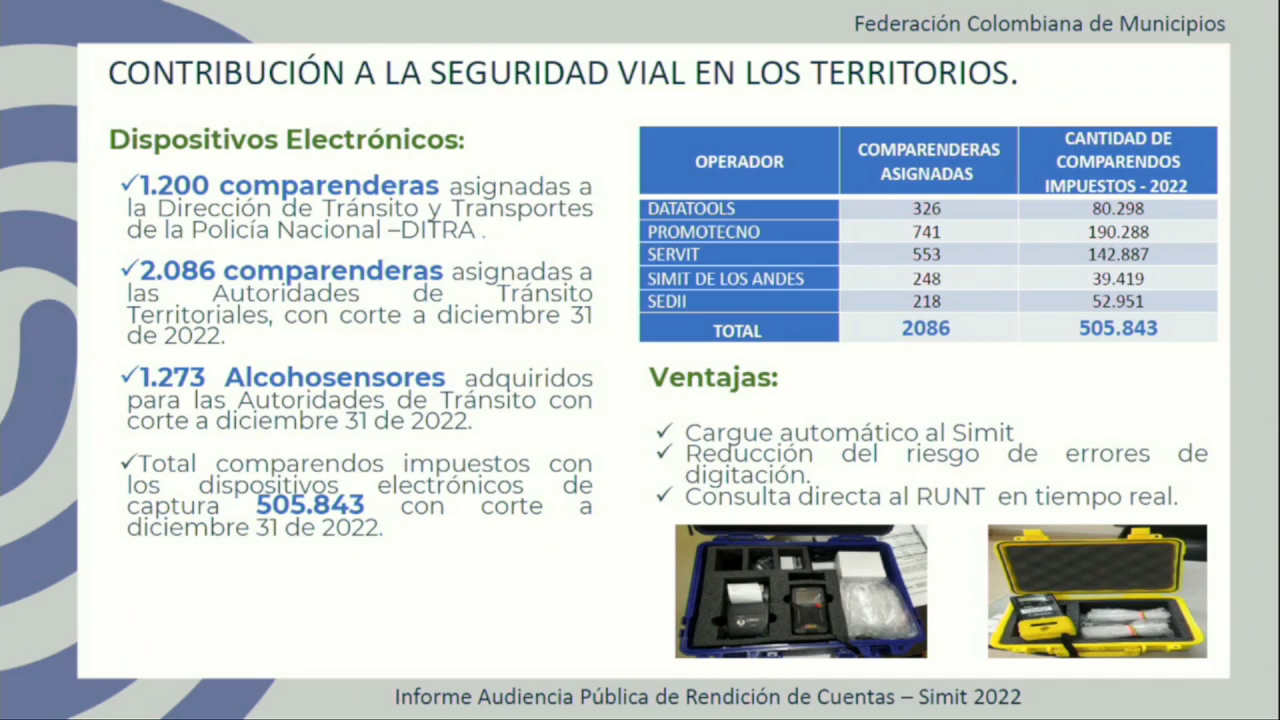 Federación Colombiana de Municipios
CONTRIBUCIÓN A LA SEGURIDAD VIAL EN LOS TERRITORIOS.
Dispositivos Electrónicos:
✓1.200 comparenderas asignadas a
la Dirección de Tránsito y Transportes
de la Policía Nacional –DITRA .
✓2.086 comparenderas asignadas a
las Autoridades de Tránsito
Territoriales, con corte a diciembre 31
de 2022.
✓1.273 Alcohosensores adquiridos
para las Autoridades de Tránsito con
corte a diciembre 31 de 2022.
✓Total comparendos impuestos con
los dispositivos electrónicos de
captura 505.843 con corte a
diciembre 31 de 2022.
OPERADOR COMPARENDERAS ASIGNADAS CANTIDAD DE COMPARENDOS IMPUESTOS - 2022
DATATOOLS 326 80.298
PROMOTECNO 741 190.288
SERVIT 553 142.887
SIMIT DE LOS ANDES 248 39.419
SEDII 218 52.951
TOTAL 2086 505.843
Ventajas:
✓ Cargue automático al Simit
✓ Reducción del riesgo de errores de
digitación.
✓ Consulta directa al RUNT en tiempo real.
Informe Audiencia Pública de Rendición de Cuentas – Simit 2022